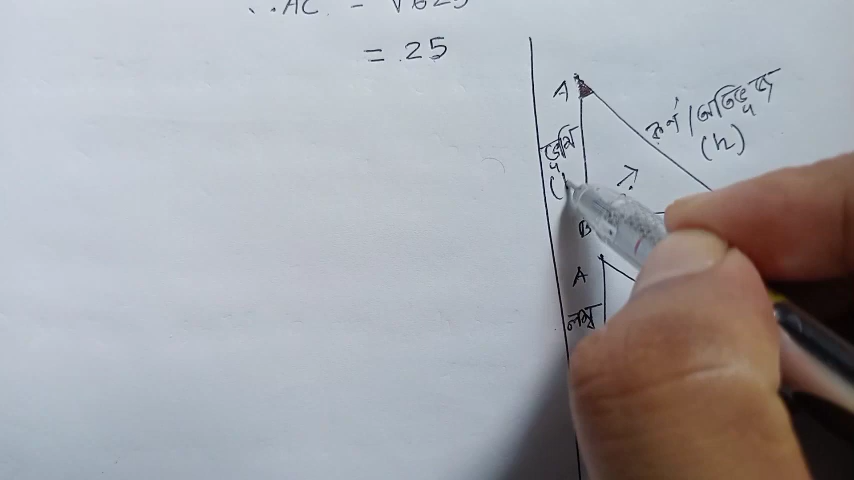 ∴ AC = √625
= 25
A
কর্ণ / অতিভূজ
(h)
ভূমি
(
B
A
লম্ব